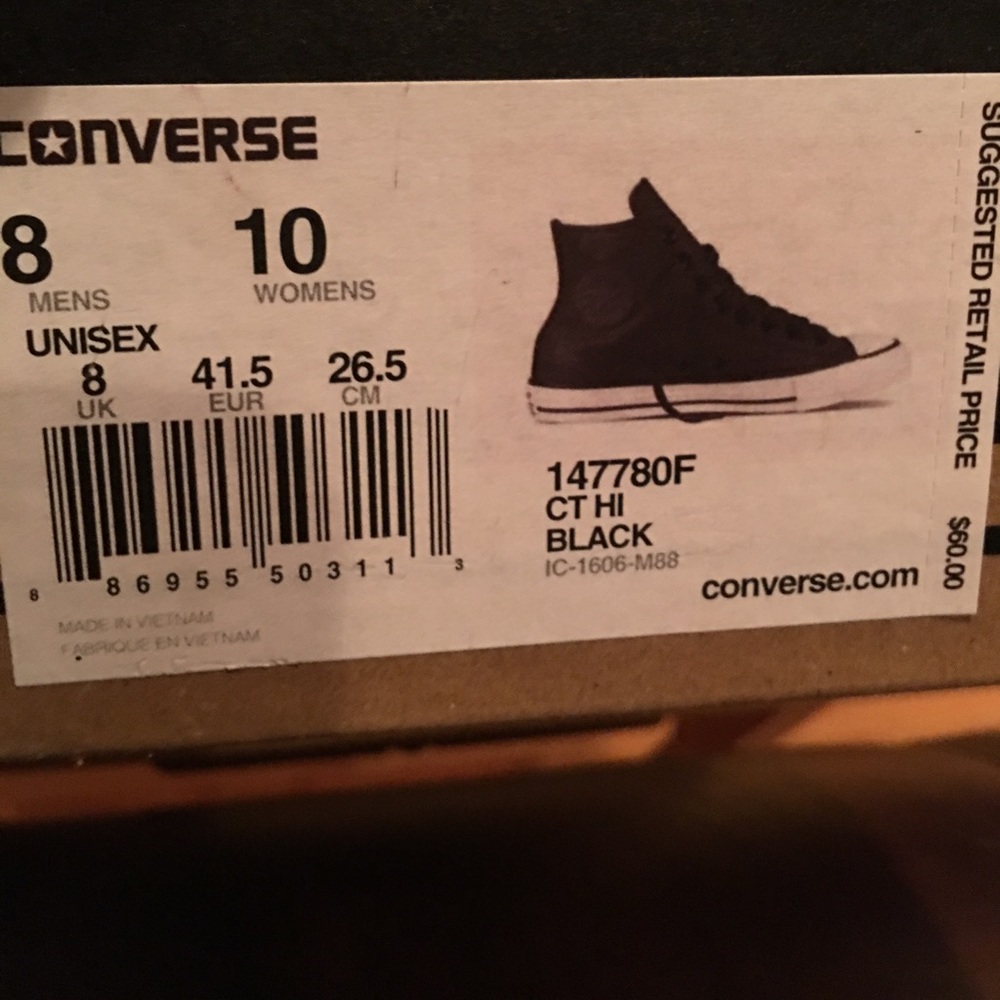 CONVERSE
8 10
MENS WOMENS
UNISEX
8 41.5 26.5
UK EUR CM
8 86955 50311 3
MADE IN VIETNAM
FABRIQUE EN VIETNAM
147780F
CT HI
BLACK
IC-1606-M88
converse.com
SUGGESTED RETAIL PRICE $60.00